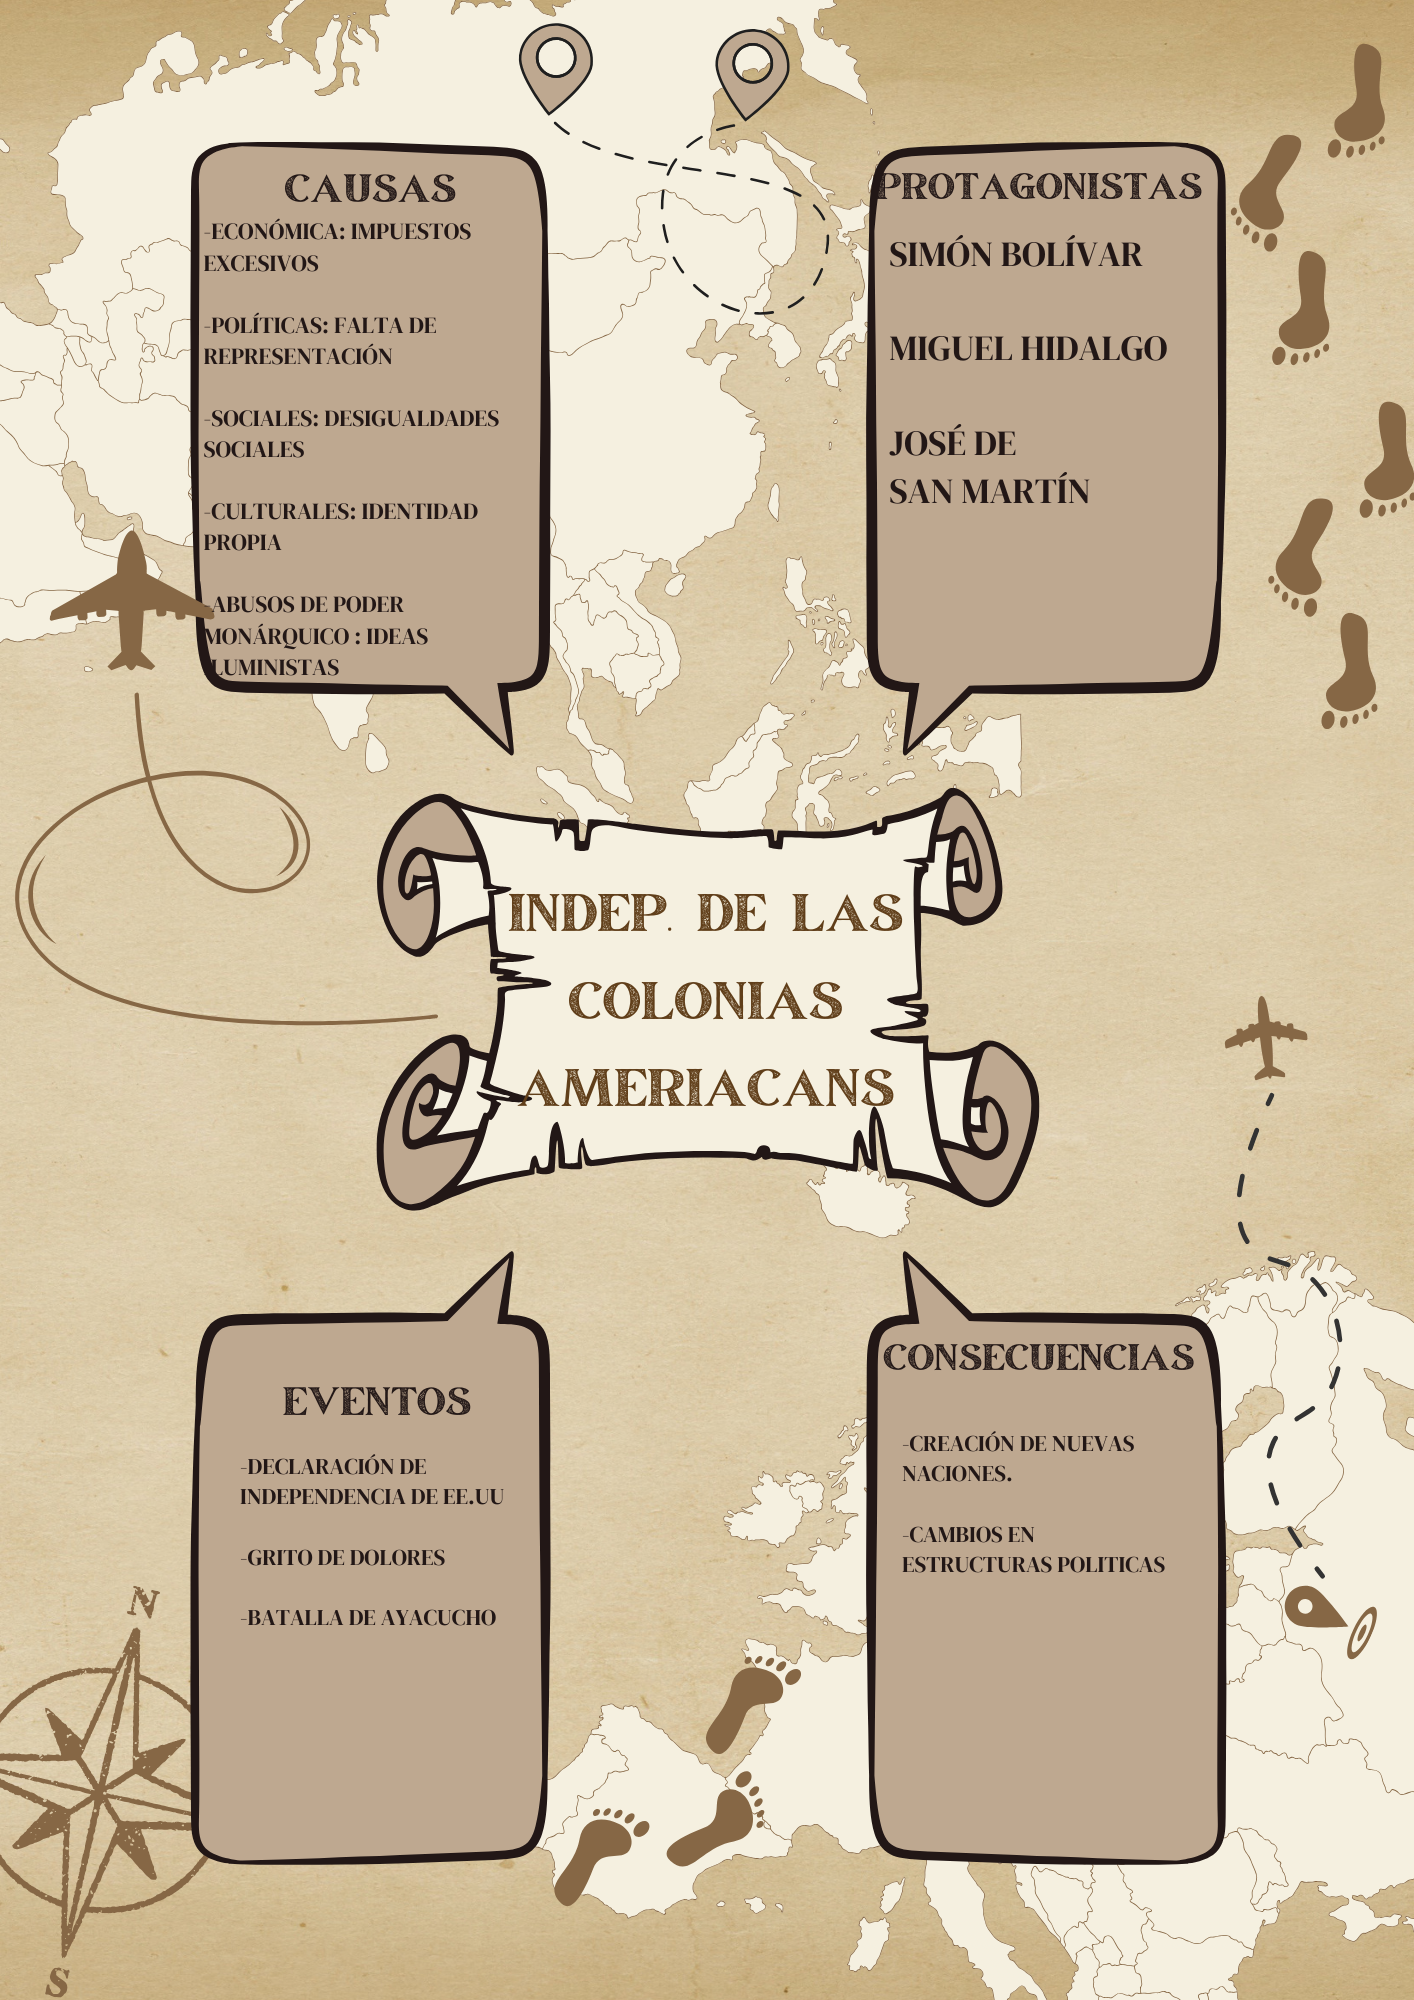 CAUSAS
-ECONÓMICA: IMPUESTOS
EXCESIVOS
-POLÍTICAS: FALTA DE
REPRESENTACIÓN
-SOCIALES: DESIGUALDADES
SOCIALES
-CULTURALES: IDENTIDAD
PROPIA
-ABUSOS DE PODER
MONÁRQUICO : IDEAS
ILUMINISTAS
PROTAGONISTAS
SIMÓN BOLÍVAR
MIGUEL HIDALGO
JOSÉ DE
SAN MARTÍN
INDEP. DE LAS
COLONIAS
AMERIACANS
EVENTOS
-DECLARACIÓN DE
INDEPENDENCIA DE EE.UU
-GRITO DE DOLORES
-BATALLA DE AYACUCHO
CONSECUENCIAS
-CREACIÓN DE NUEVAS
NACIONES.
-CAMBIOS EN
ESTRUCTURAS POLITICAS
N
S